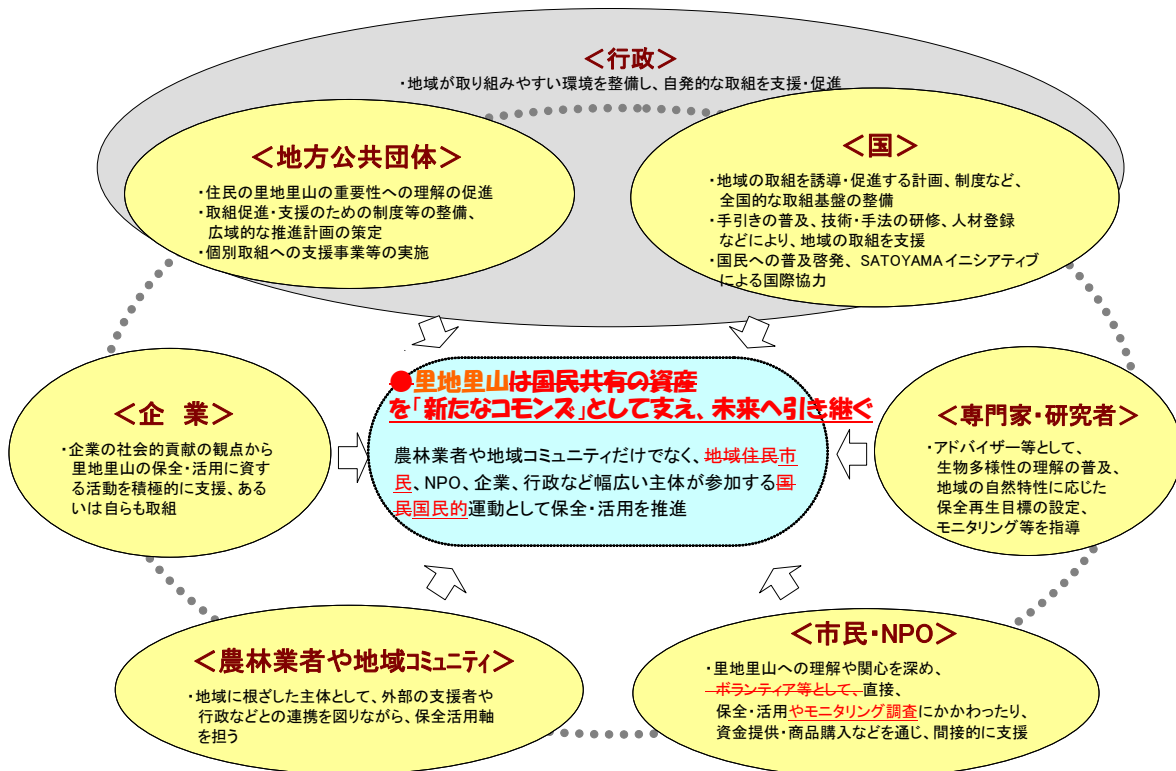 ＜行政＞
・地域が取り組みやすい環境を整備し、自発的な取組を支援・促進
＜地方公共団体＞
・住民の里地里山の重要性への理解の促進
・取組促進・支援のための制度等の整備、
広域的な推進計画の策定
・個別取組への支援事業等の実施
＜国＞
・地域の取組を誘導・促進する計画、制度など、
全国的な取組基盤の整備
・手引きの普及、技術・手法の研修、人材登録
などにより、地域の取組を支援
・国民への普及啓発、SATOYAMAイニシアティブ
による国際協力
●里地里山は国民共有の資産
を「新たなコモンズ」として支え、未来へ引き継ぐ
農林業者や地域コミュニティだけでなく、地域住民市
民、NPO、企業、行政など幅広い主体が参加する国
民国民的運動として保全・活用を推進
＜企　業＞
・企業の社会的貢献の観点から
里地里山の保全・活用に資す
る活動を積極的に支援、ある
いは自らも取組
＜専門家・研究者＞
・アドバイザー等として、
生物多様性の理解の普及、
地域の自然特性に応じた
保全再生目標の設定、
モニタリング等を指導
＜農林業者や地域コミュニティ＞
・地域に根ざした主体として、外部の支援者や
行政などとの連携を図りながら、保全活用軸
を担う
＜市民・NPO＞
・里地里山への理解や関心を深め、
ボランティア等として、直接、
保全・活用やモニタリング調査にかかわったり、
資金提供・商品購入などを通じ、間接的に支援